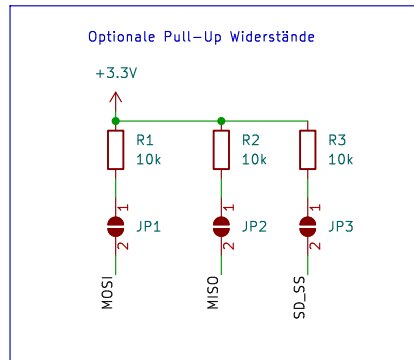 Optionale Pull-Up Widerstände
+3.3V
R1
10k
R2
10k
R3
10k
1
JP1
2
1
JP2
2
1
JP3
2
MOSI
MISO
SD_SS